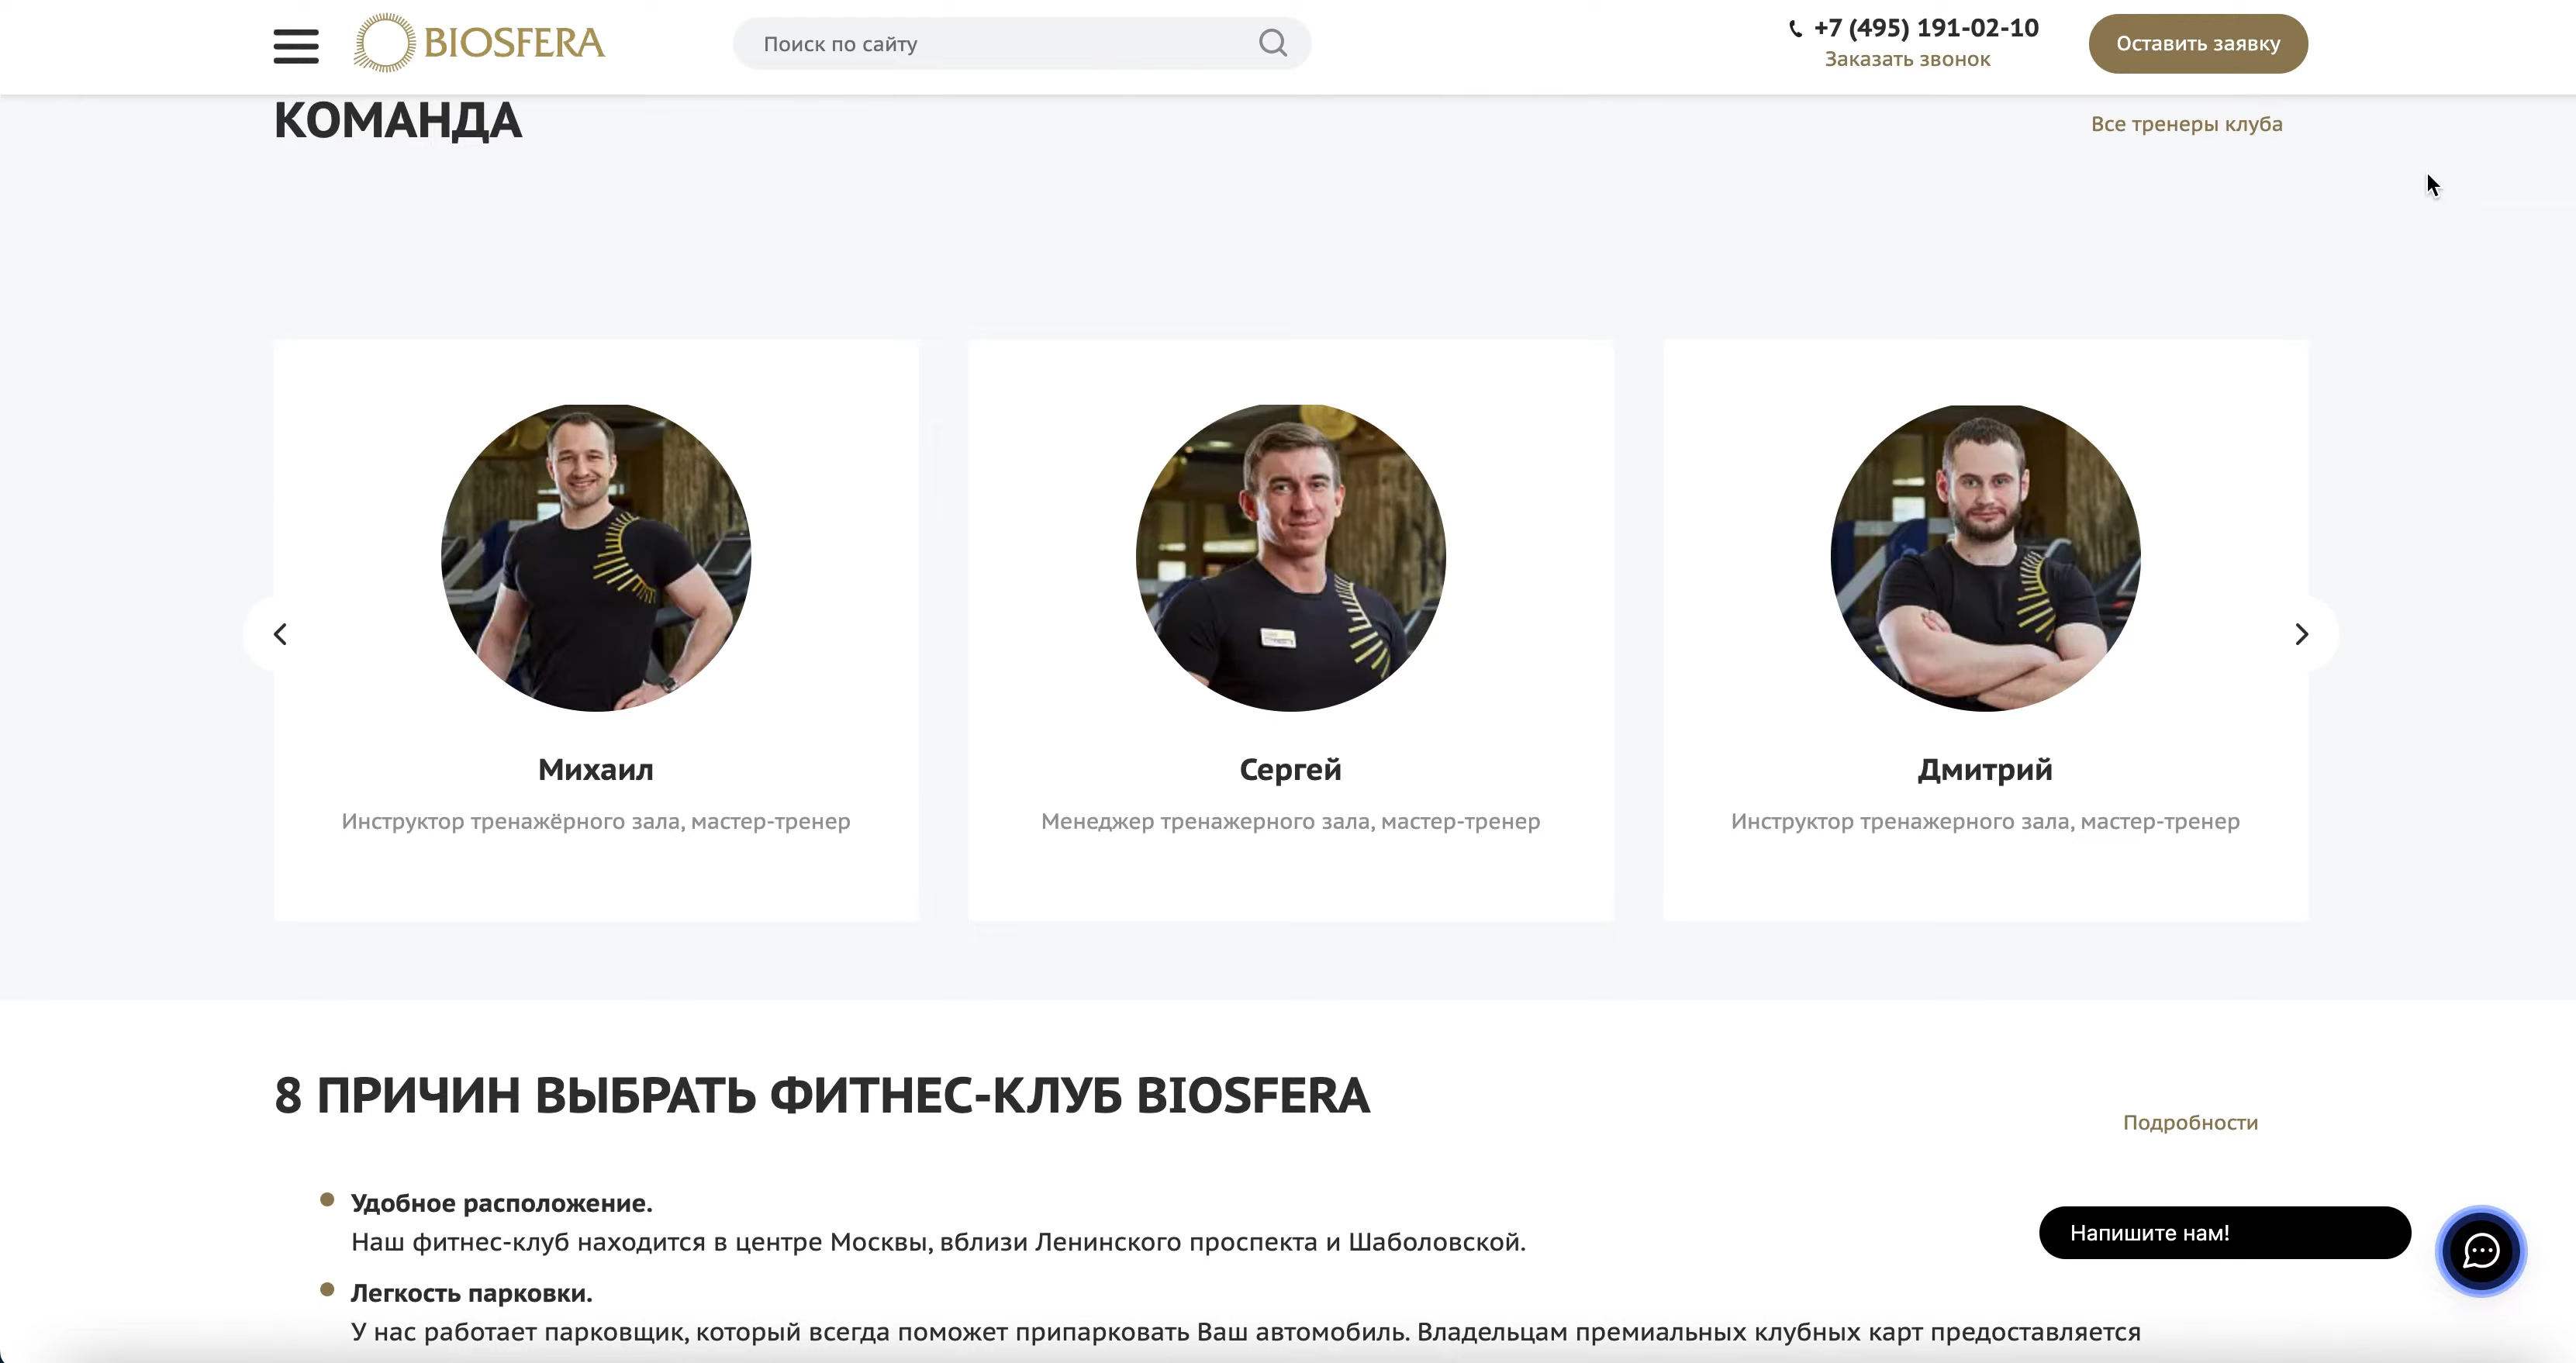 BIOSFERA
Поиск по сайту
+7 (495) 191-02-10
Заказать звонок
Оставить заявку
КОМАНДА
Все тренеры клуба
Михаил
Инструктор тренажёрного зала, мастер-тренер
Сергей
Менеджер тренажерного зала, мастер-тренер
Дмитрий
Инструктор тренажерного зала, мастер-тренер
8 ПРИЧИН ВЫБРАТЬ ФИТНЕС-КЛУБ BIOSFERA
Подробности
Удобное расположение.
Наш фитнес-клуб находится в центре Москвы, вблизи Ленинского проспекта и Шаболовской.
Напишите нам!
Легкость парковки.
У нас работает парковщик, который всегда поможет припарковать Ваш автомобиль. Владельцам премиальных клубных карт предоставляется